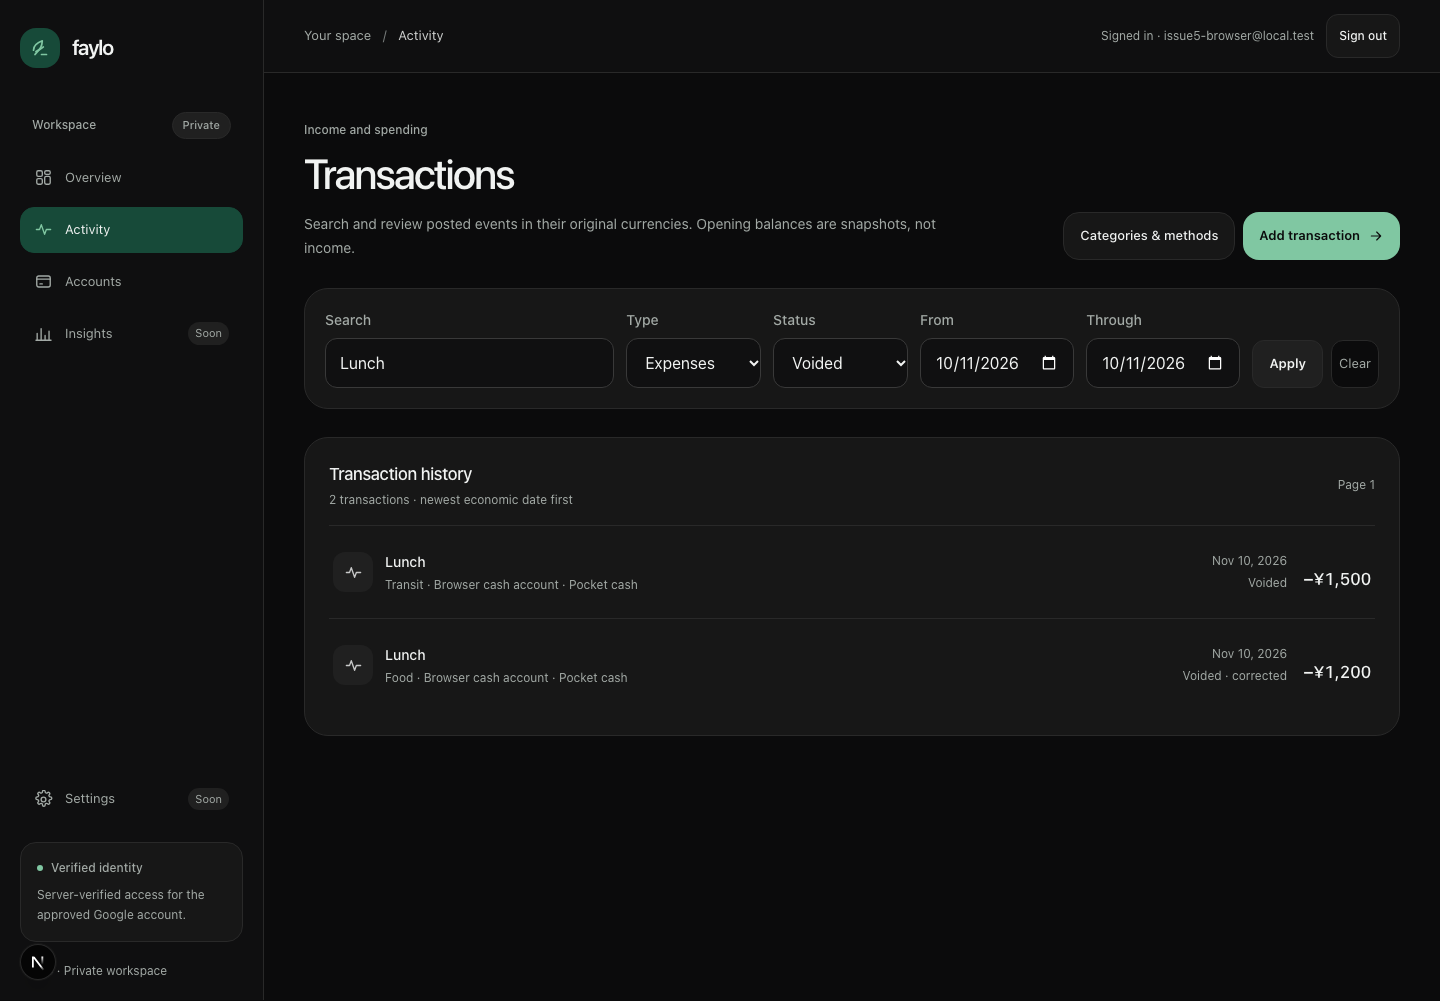 faylo
Workspace
Private
Overview
Activity
Accounts
Insights
Soon
Settings
Soon
Verified identity
Server-verified access for the
approved Google account.
N
· Private workspace
Your space / Activity
Signed in · issue5-browser@local.test
Sign out
Income and spending
Transactions
Search and review posted events in their original currencies. Opening balances are snapshots, not
income.
Categories & methods
Add transaction →
Search
Type
Status
From
Through
Lunch
Expenses
Voided
10/11/2026
10/11/2026
Apply
Clear
Transaction history
2 transactions · newest economic date first
Page 1
Lunch
Transit · Browser cash account · Pocket cash
Nov 10, 2026
Voided
−¥1,500
Lunch
Food · Browser cash account · Pocket cash
Nov 10, 2026
Voided · corrected
−¥1,200